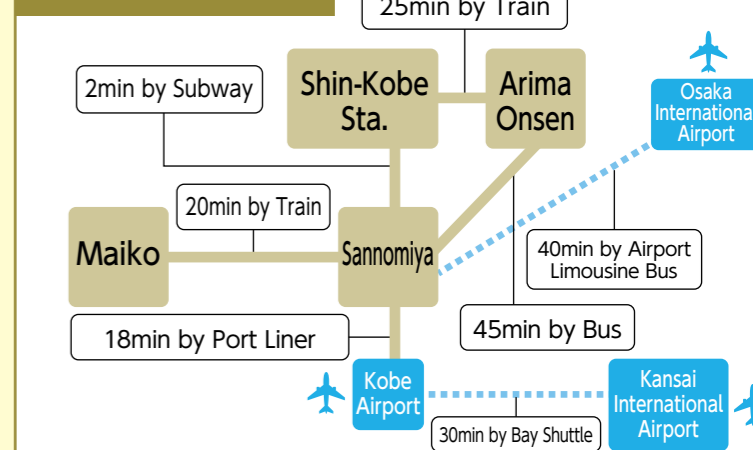 25min by Train
2min by Subway
Shin-Kobe
Sta.
Arima
Onsen
Osaka
International
Airport
20min by Train
Maiko
Sannomiya
40min by Airport
Limousine Bus
18min by Port Liner
45min by Bus
Kobe
Airport
30min by Bay Shuttle
Kansai
International
Airport